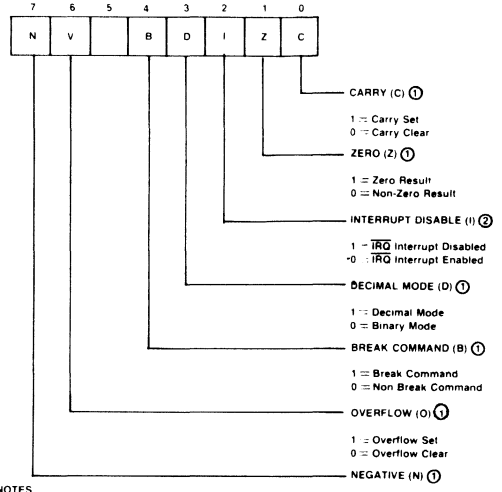 7 6 5 4 3 2 1 0
N V B D I Z C
CARRY (C) ①
1 = Carry Set
0 = Carry Clear
ZERO (Z) ①
1 = Zero Result
0 = Non-Zero Result
INTERRUPT DISABLE (I) ②
1 = IRQ Interrupt Disabled
0 = IRQ Interrupt Enabled
DECIMAL MODE (D) ①
1 = Decimal Mode
0 = Binary Mode
BREAK COMMAND (B) ①
1 = Break Command
0 = Non Break Command
OVERFLOW (O) ①
1 = Overflow Set
0 = Overflow Clear
NEGATIVE (N) ①
NOTES